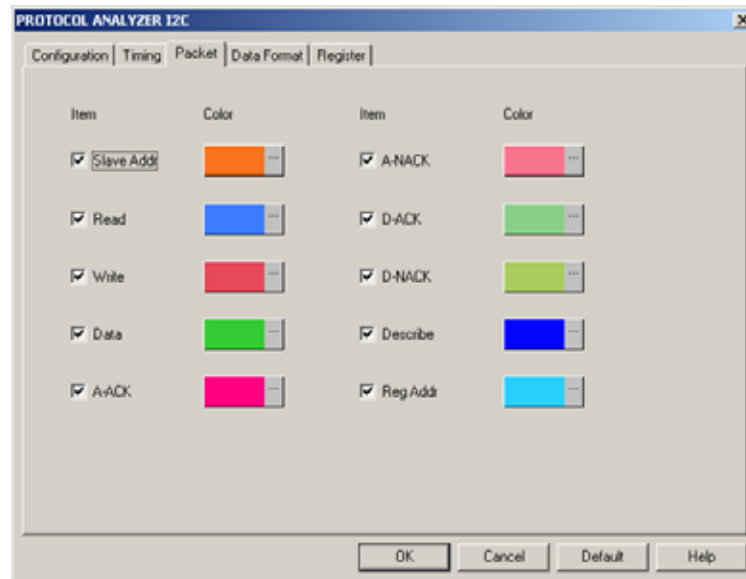 PROTOCOL ANALYZER I2C
Configuration Timing Packet Data Format Register
Item Color Item Color
Slave Addr ... A-NACK ...
Read ... D-ACK ...
Write ... D-NACK ...
Data ... Describe ...
A-ACK ... Reg Addr ...
OK Cancel Default Help